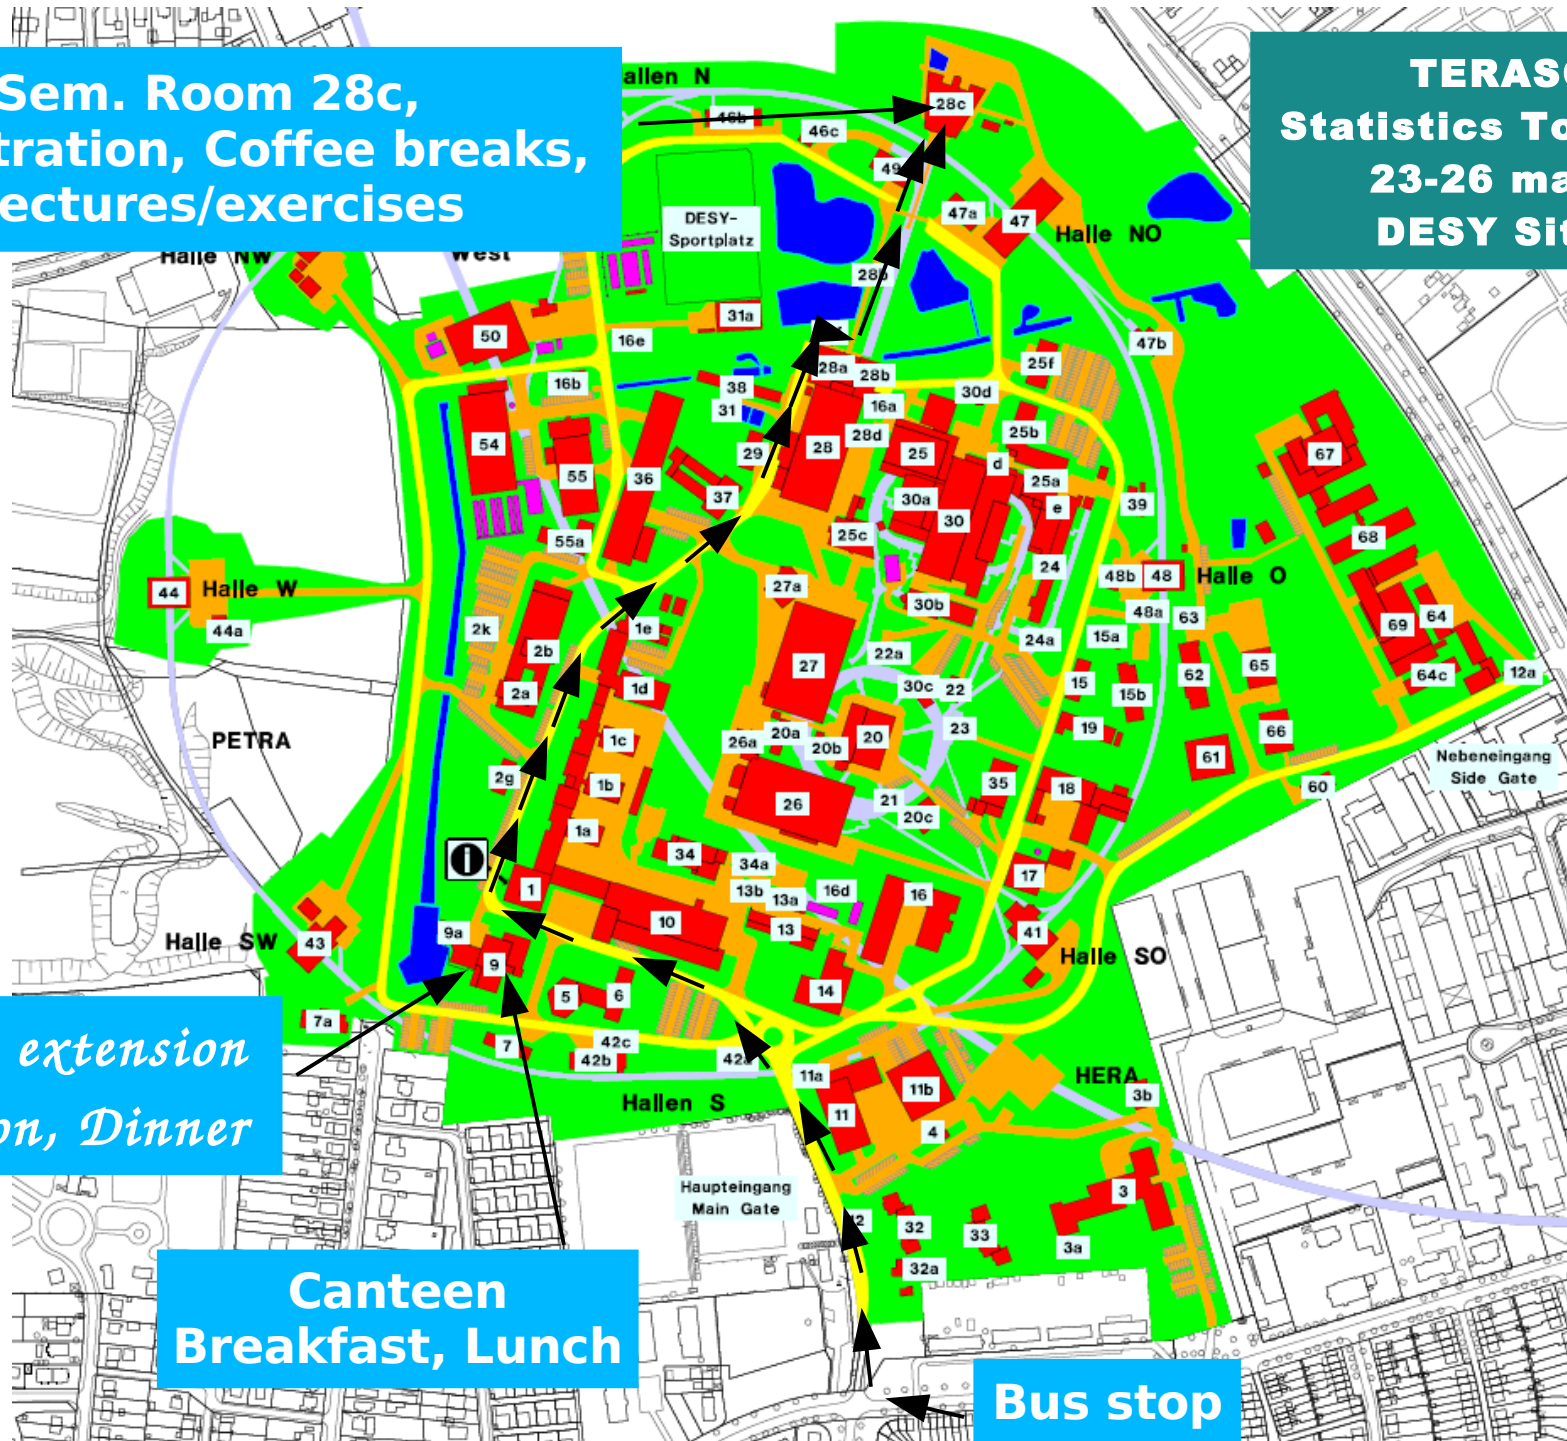 Sem. Room 28c,
tration, Coffee breaks,
ectures/exercises
TERAS
Statistics To
23-26 ma
DESY Sit
allen N
28c
46b
46c
49
47a
47
Halle NO
DESY-
Sportplatz
Halle NW
West
28b
50
16e
31a
47b
25f
28a
28b
16b
38
31
16a
30d
54
28
28d
25b
25
29
d
67
55
36
37
30a
25a
30
e
39
55a
25c
68
44
Halle W
27a
24
48b
48
Halle O
44a
2k
30b
48a
63
1e
15a
24a
69
64
2b
22a
27
2a
1d
30c
22
15
15b
62
65
64c
12a
PETRA
1c
26a
20a
20b
20
23
19
66
61
Nebeneingang
Side Gate
2g
1b
26
21
20c
35
18
60
1a
i
34
34a
1
13b
13a
16d
16
17
10
13
9a
Halle SW
43
9
41
Halle SO
5
6
14
7a
7
42c
42b
11a
11b
HERA
extension
on, Dinner
Hallen S
11
4
3b
Haupteingang
Main Gate
3
32
33
3a
32a
Canteen
Breakfast, Lunch
Bus stop